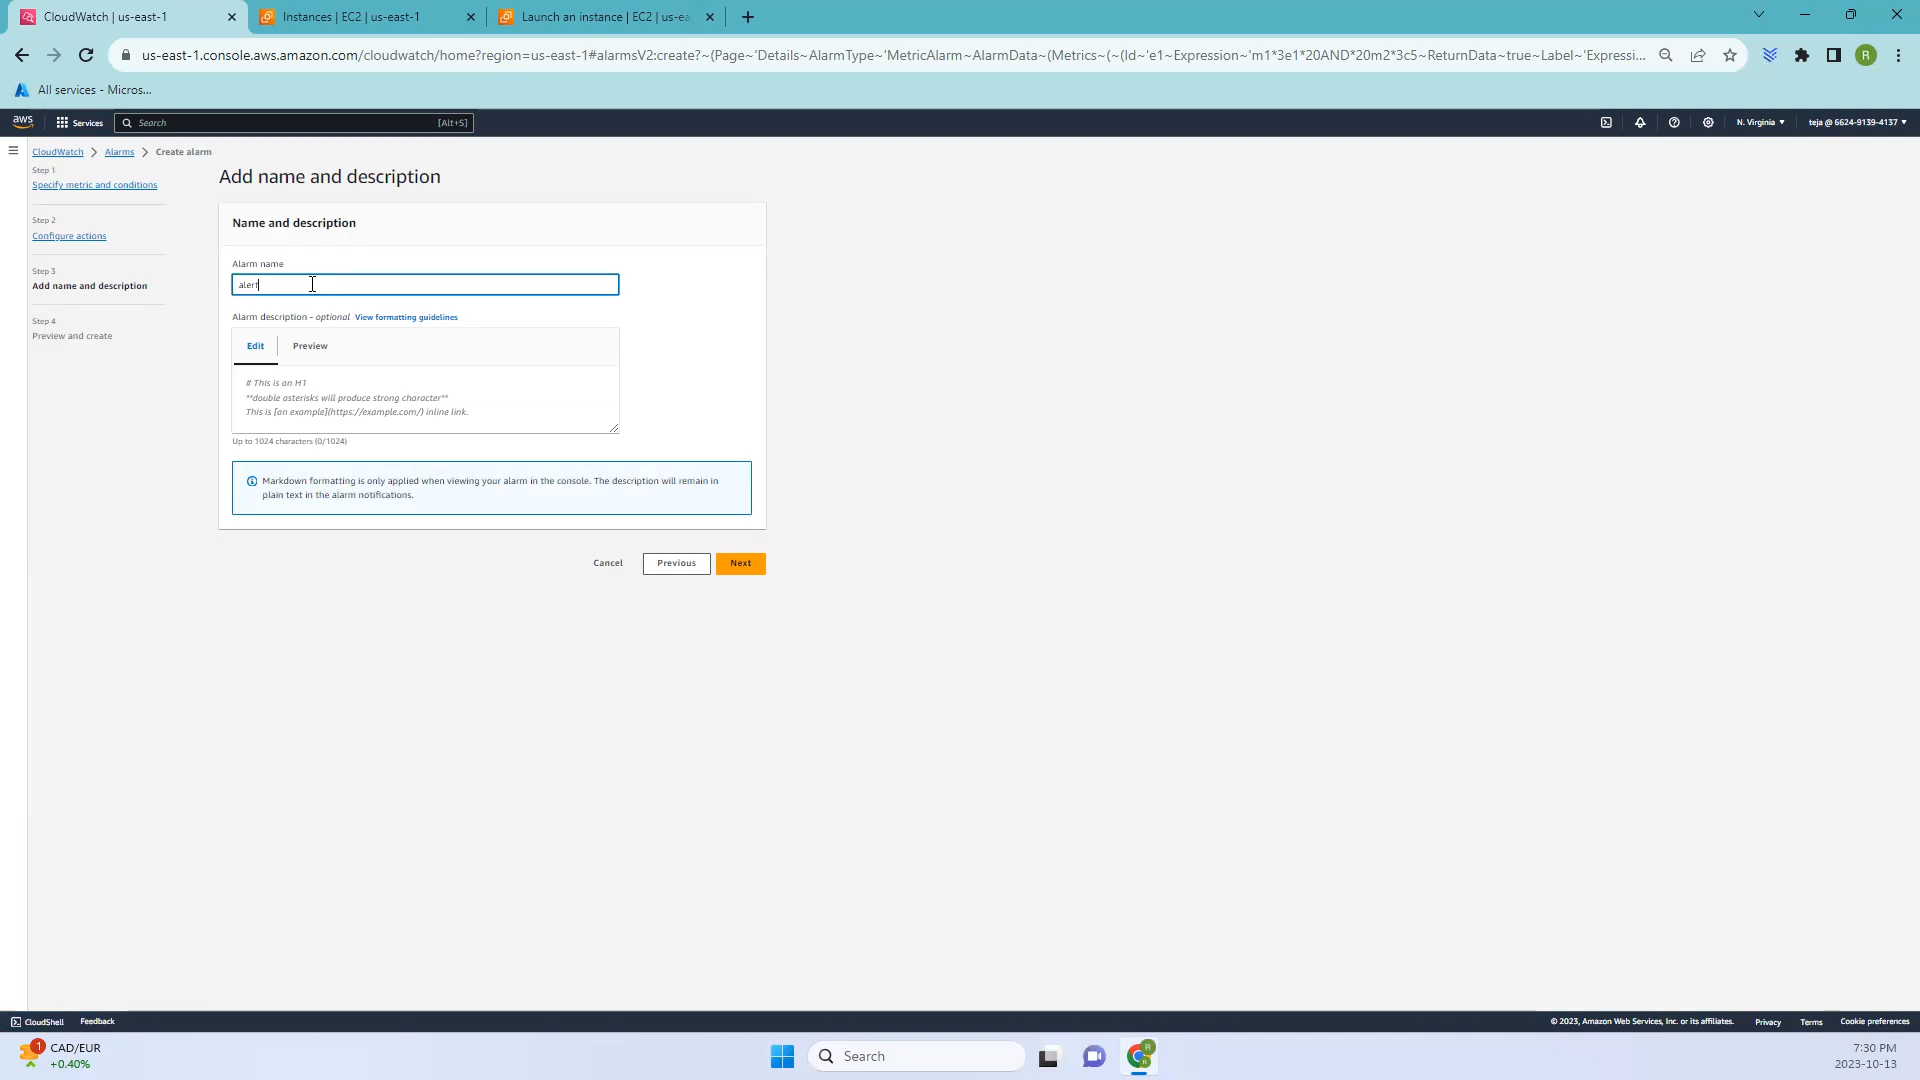 CloudWatch | us-east-1
Instances | EC2 | us-east-1
Launch an instance | EC2 | us-ea
us-east-1.console.aws.amazon.com/cloudwatch/home?region=us-east-1#alarmsV2:create?~(Page~'Details~AlarmType~'MetricAlarm~AlarmData~(Metrics~(~(Id~'e1~Expression~'m1*3e1*20AND*20m2*3c5~ReturnData~true~Label~'Expressi...
R
All services - Micros...
aws
Services
Search
[Alt+S]
N. Virginia
teja @ 6624-9139-4137
CloudWatch
Alarms
Create alarm
Step 1
Specify metric and conditions
Step 2
Configure actions
Step 3
Add name and description
Step 4
Preview and create
Add name and description
Name and description
Alarm name
alert
Alarm description - optional View formatting guidelines
Edit
Preview
# This is an H1
**double asterisks will produce strong character**
This is [an example](https://example.com/) inline link.
Up to 1024 characters (0/1024)
Markdown formatting is only applied when viewing your alarm in the console. The description will remain in
plain text in the alarm notifications.
Cancel
Previous
Next
CloudShell
Feedback
© 2023, Amazon Web Services, Inc. or its affiliates.
Privacy
Terms
Cookie preferences
1
CAD/EUR
+0.40%
Search
R
7:30 PM
2023-10-13